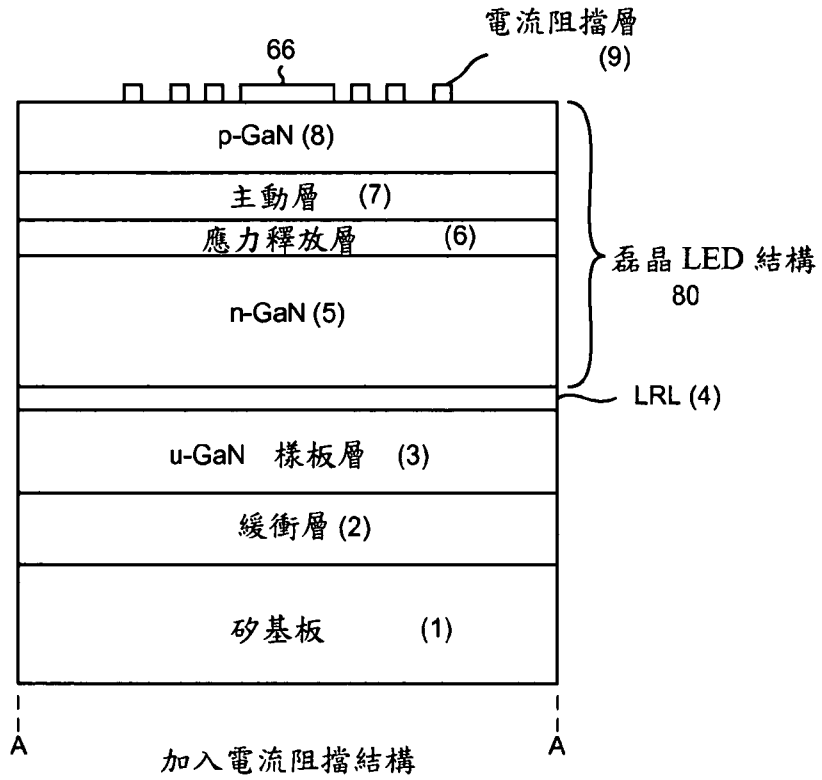 電流阻擋層
(9)
66
p-GaN (8)
主動層 (7)
應力釋放層 (6)
磊晶 LED 結構
80
n-GaN (5)
LRL (4)
u-GaN 樣板層 (3)
緩衝層 (2)
矽基板 (1)
A A
加入電流阻擋結構